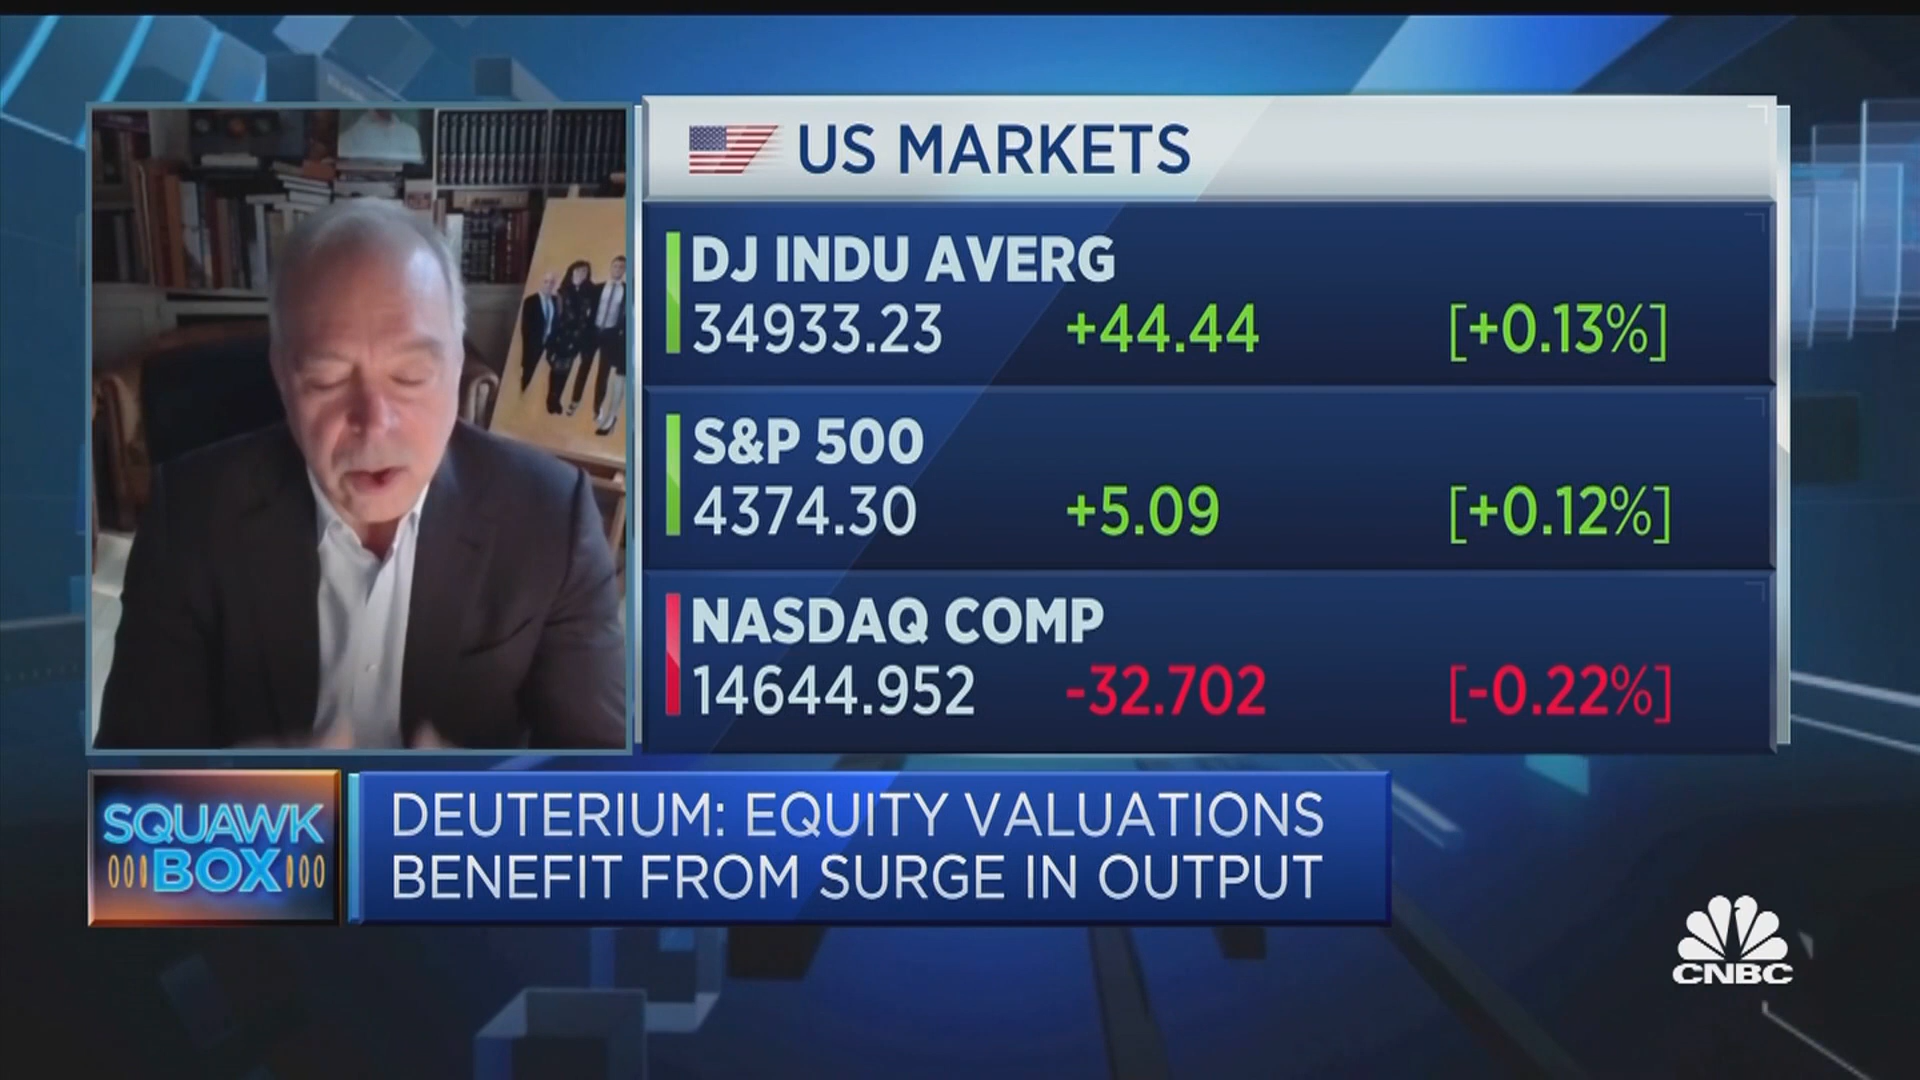 US MARKETS
DJ INDU AVERG
34933.23 +44.44 [+0.13%]
S&P 500
4374.30 +5.09 [+0.12%]
NASDAQ COMP
14644.952 -32.702 [-0.22%]
SQUAWK
BOX
DEUTERIUM: EQUITY VALUATIONS
BENEFIT FROM SURGE IN OUTPUT
CNBC